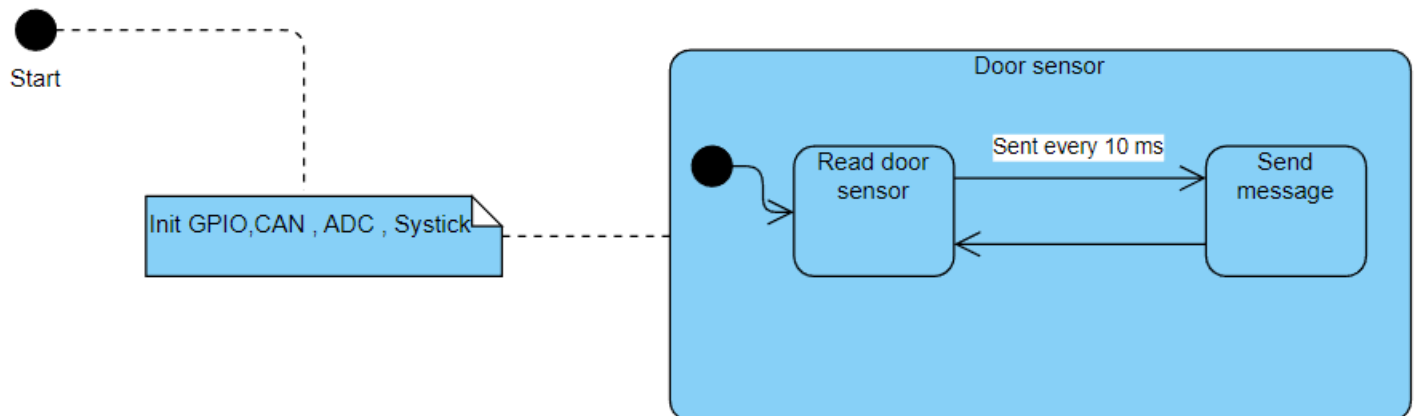 Start
Init GPIO,CAN , ADC , Systick
Door sensor
Read door
sensor
Sent every 10 ms
Send
message